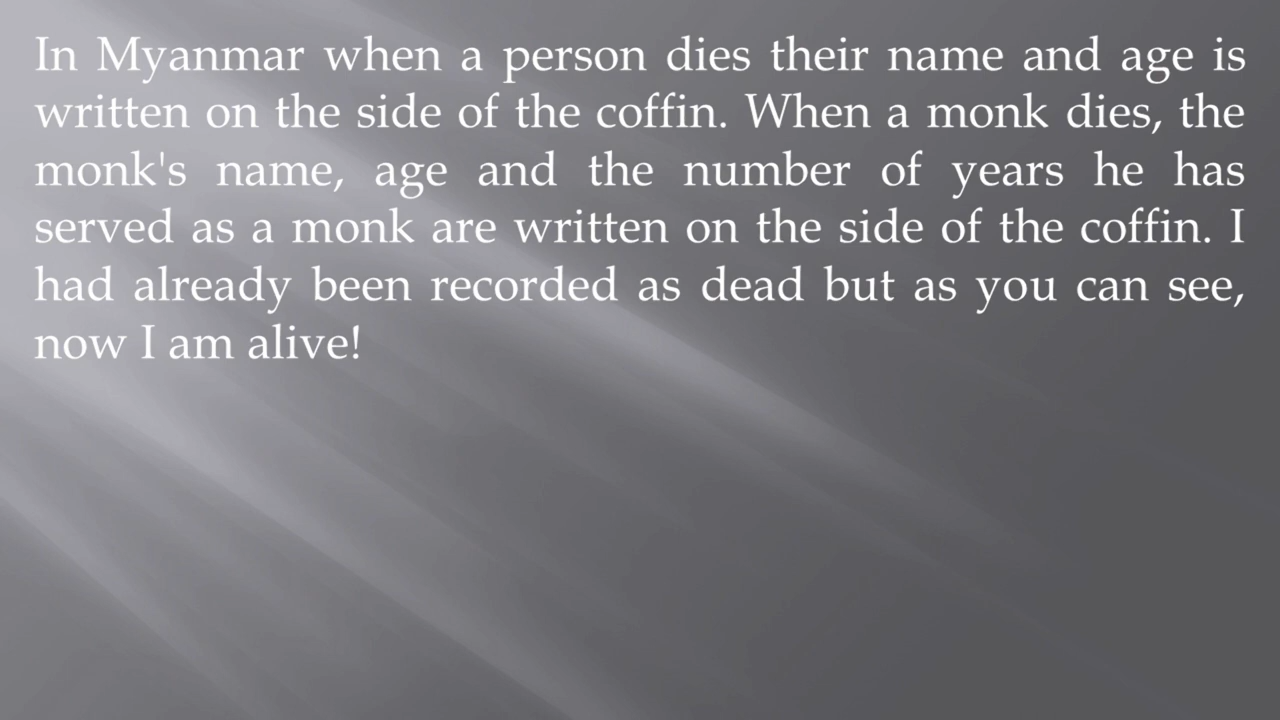 In Myanmar when a person dies their name and age is
written on the side of the coffin. When a monk dies, the
monk's name, age and the number of years he has
served as a monk are written on the side of the coffin. I
had already been recorded as dead but as you can see,
now I am alive!